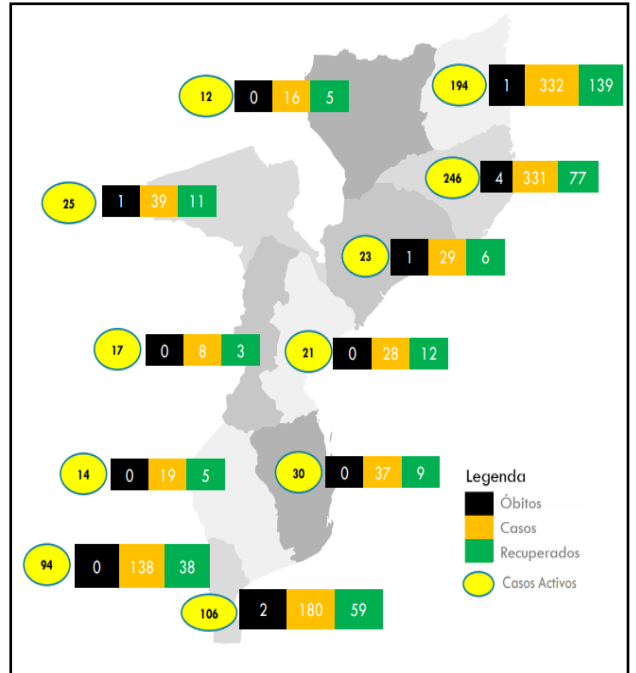 194 1 332 139
12 0 16 5
246 4 331 77
25 1 39 11
23 1 29 6
17 0 8 3
21 0 28 12
14 0 19 5
30 0 37 9
Legenda
Óbitos
Casos
Recuperados
Casos Activos
94 0 138 38
106 2 180 59